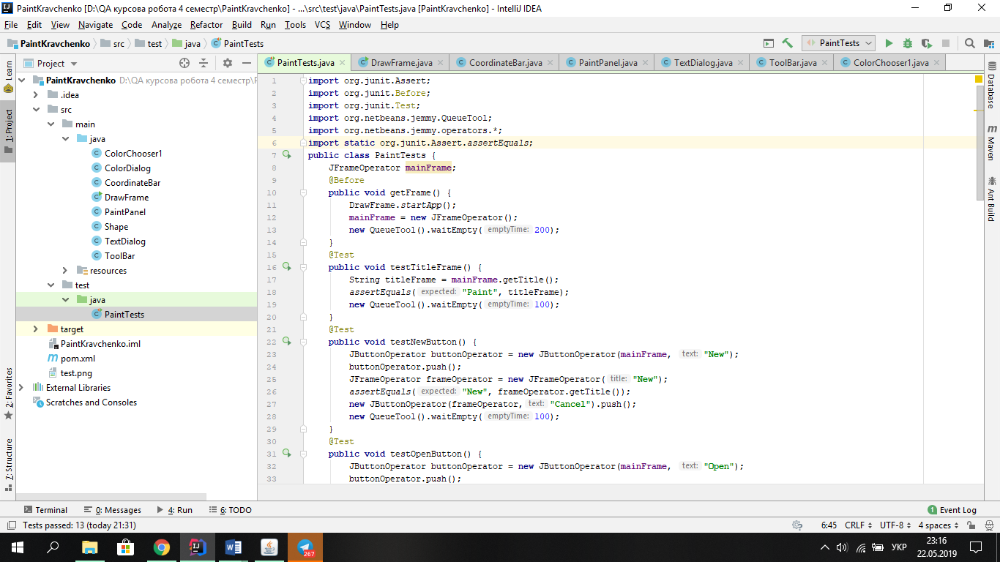 PaintKravchenko [D:\QA курсова робота 4 семестр\PaintKravchenko] - ...\src\test\java\PaintTests.java [PaintKravchenko] - IntelliJ IDEA
File Edit View Navigate Code Analyze Refactor Build Run Tools VCS Window Help
PaintKravchenko src test java PaintTests PaintTests
Project
PaintTests.java DrawFrame.java CoordinateBar.java PaintPanel.java TextDialog.java ToolBar.java ColorChooser1.java
Learn
1: Project
2: Favorites
7: Structure
PaintKravchenko D:\QA курсова робота 4 семестр\P
.idea
src
main
java
ColorChooser1
ColorDialog
CoordinateBar
DrawFrame
PaintPanel
Shape
TextDialog
ToolBar
resources
test
java
PaintTests
target
PaintKravchenko.iml
pom.xml
test.png
External Libraries
Scratches and Consoles
1 import org.junit.Assert;
2 import org.junit.Before;
3 import org.junit.Test;
4 import org.netbeans.jemmy.QueueTool;
5 import org.netbeans.jemmy.operators.*;
6 import static org.junit.Assert.assertEquals;
7 public class PaintTests {
8 JFrameOperator mainFrame;
9 @Before
10 public void getFrame() {
11 DrawFrame.startApp();
12 mainFrame = new JFrameOperator();
13 new QueueTool().waitEmpty( emptyTime: 200);
14 }
15 @Test
16 public void testTitleFrame() {
17 String titleFrame = mainFrame.getTitle();
18 assertEquals( expected: "Paint", titleFrame);
19 new QueueTool().waitEmpty( emptyTime: 100);
20 }
21 @Test
22 public void testNewButton() {
23 JButtonOperator buttonOperator = new JButtonOperator(mainFrame, text: "New");
24 buttonOperator.push();
25 JFrameOperator frameOperator = new JFrameOperator( title: "New");
26 assertEquals( expected: "New", frameOperator.getTitle());
27 new JButtonOperator(frameOperator, text: "Cancel").push();
28 new QueueTool().waitEmpty( emptyTime: 100);
29 }
30 @Test
31 public void testOpenButton() {
32 JButtonOperator buttonOperator = new JButtonOperator(mainFrame, text: "Open");
33 buttonOperator.push();
Database
m Maven
Ant Build
Terminal 0: Messages 4: Run 6: TODO 1 Event Log
Tests passed: 13 (today 21:31) 6:45 CRLF UTF-8 4 spaces
267 УКР 23:16
22.05.2019